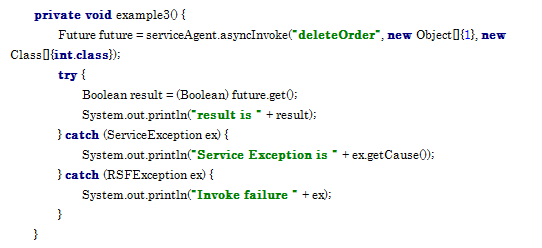 private void example3() {
Future future = serviceAgent.asyncInvoke("deleteOrder", new Object[]{1}, new
Class[]{int.class});
try {
Boolean result = (Boolean) future.get();
System.out.println("result is " + result);
} catch (ServiceException ex) {
System.out.println("Service Exception is " + ex.getCause());
} catch (RSFException ex) {
System.out.println("Invoke failure " + ex);
}
}